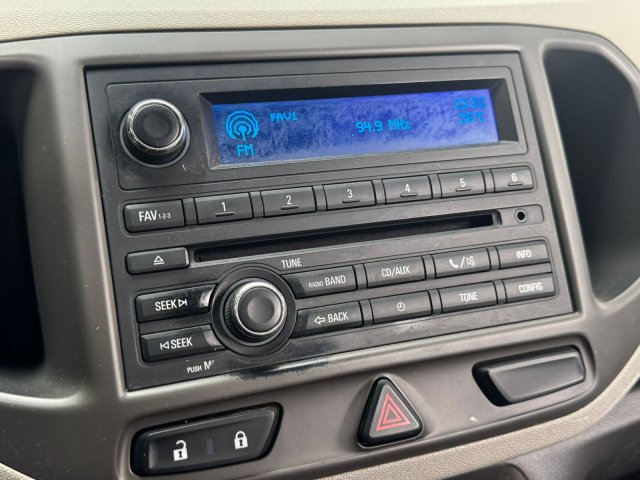 FAV1
94.9 MHz
FM
FAV 1-2-3
1 2 3 4 5 6
TUNE
RADIO BAND CD/AUX INFO
SEEK
BACK TONE CONFIG
SEEK
PUSH